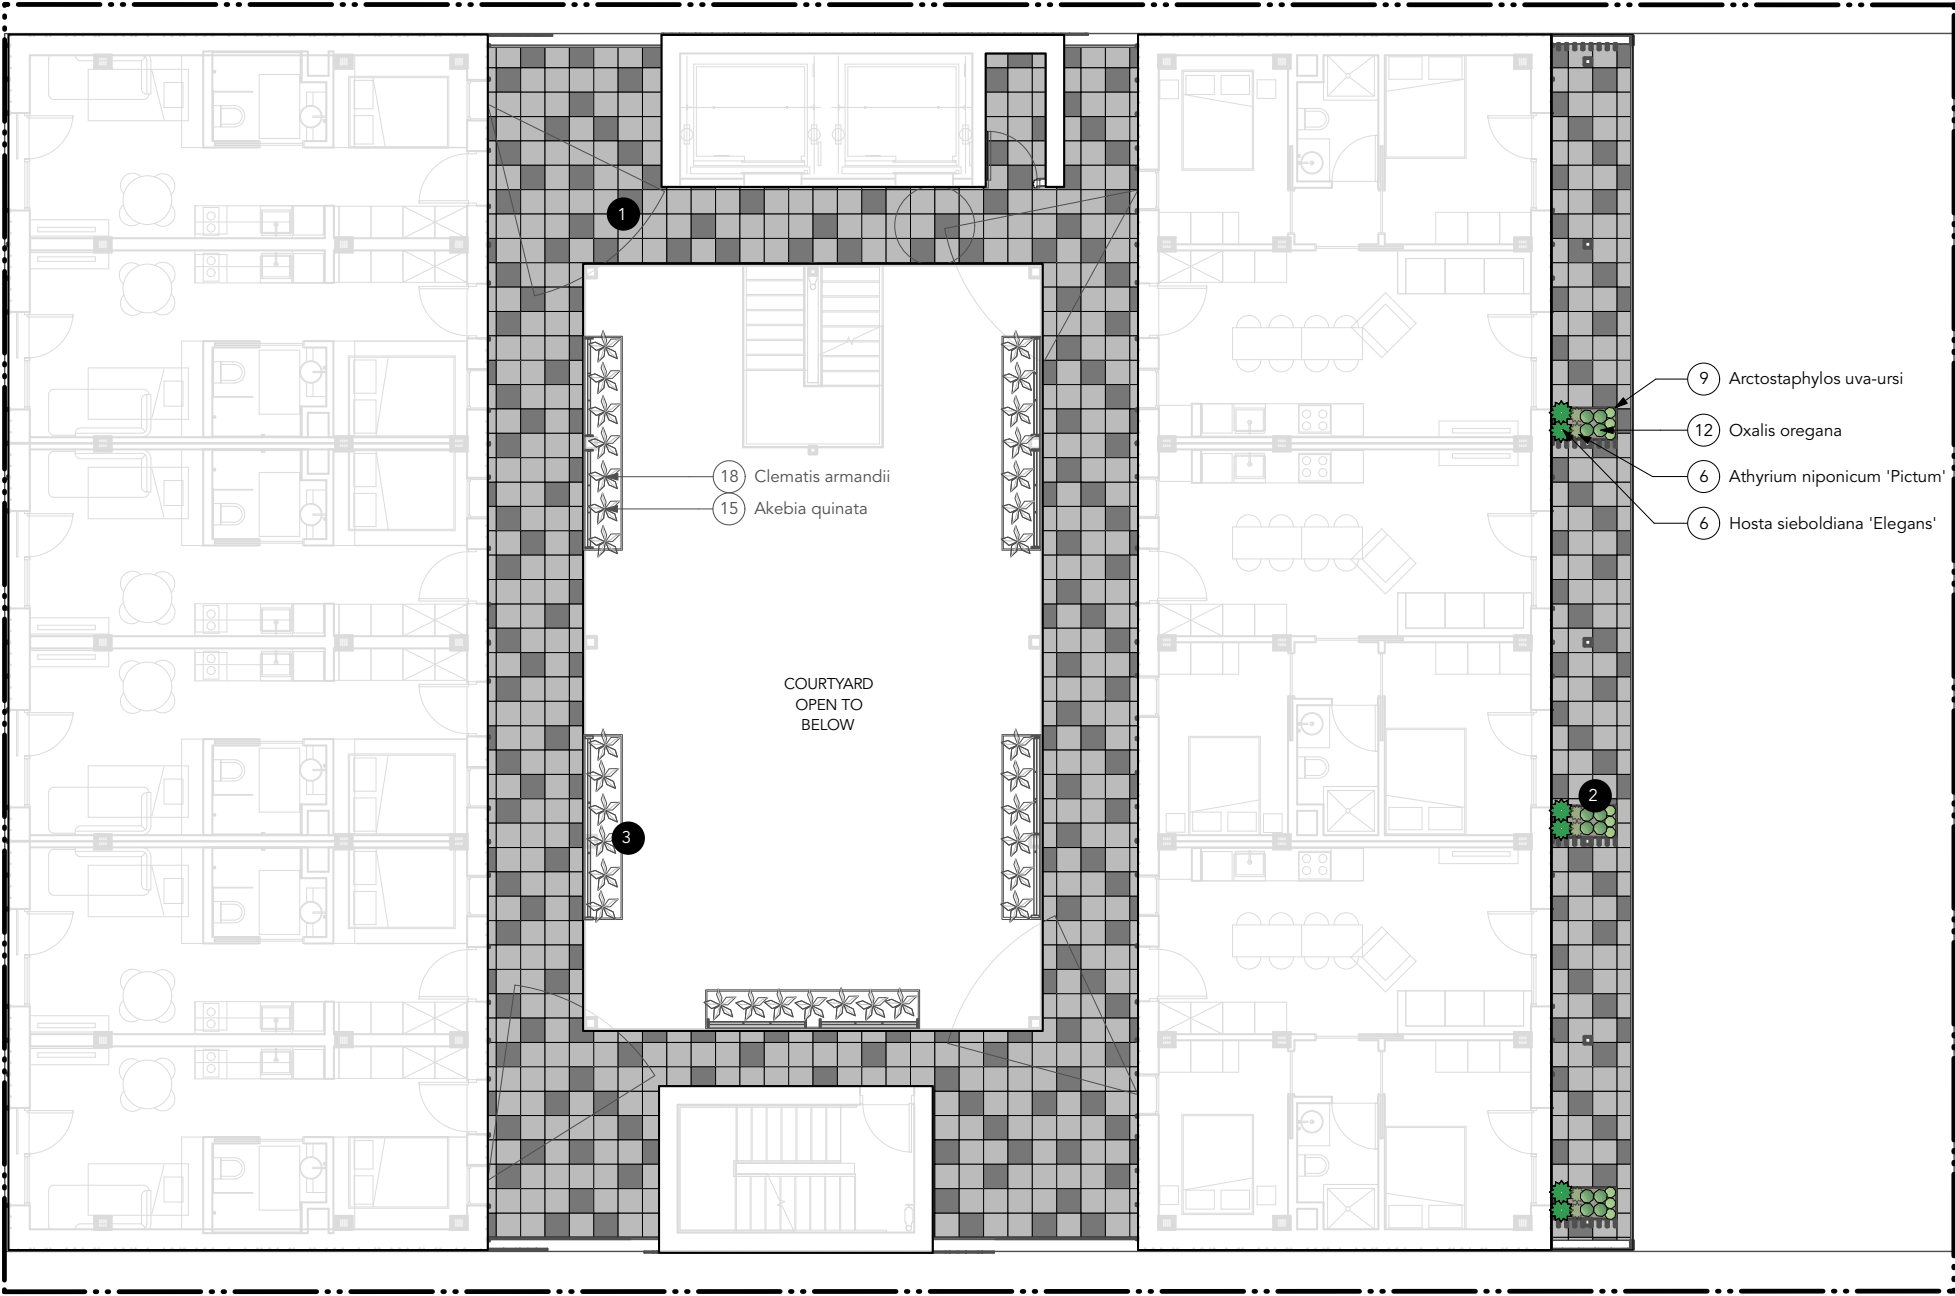 1
9 Arctostaphylos uva-ursi
12 Oxalis oregana
18 Clematis armandii
6 Athyrium niponicum 'Pictum'
15 Akebia quinata
6 Hosta sieboldiana 'Elegans'
COURTYARD
OPEN TO
BELOW
2
3